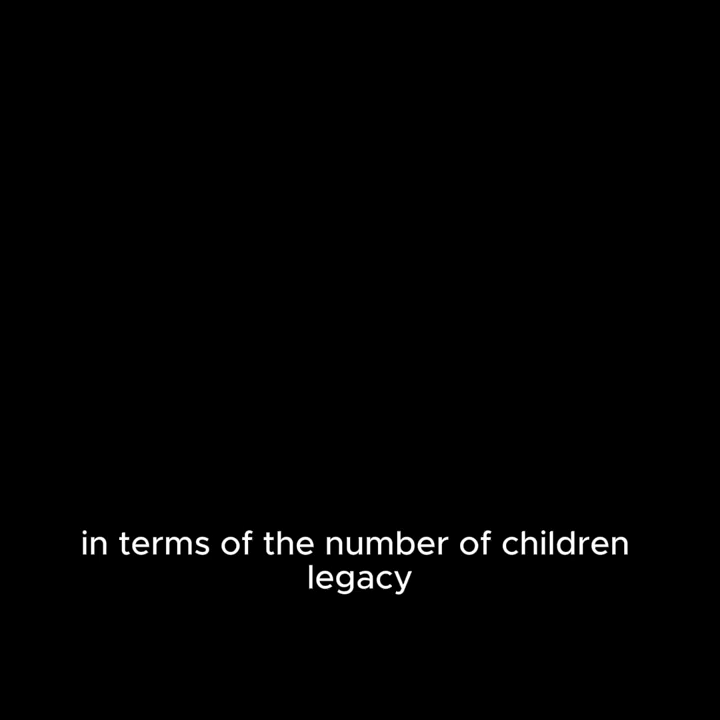 in terms of the number of children
legacy